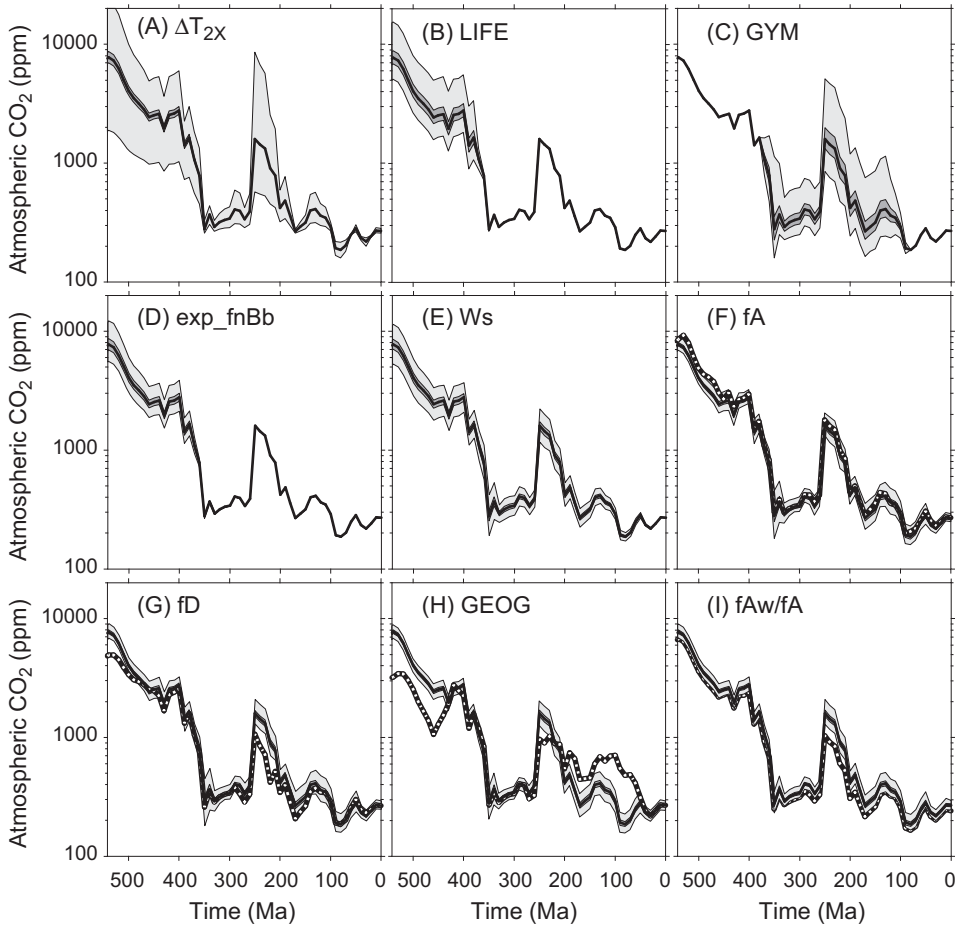 (A) ΔT2X
(B) LIFE
(C) GYM
Atmospheric CO2 (ppm)
10000
1000
100
(D) exp_fnBb
(E) Ws
(F) fA
Atmospheric CO2 (ppm)
10000
1000
100
(G) fD
(H) GEOG
(I) fAw/fA
Atmospheric CO2 (ppm)
10000
1000
100
500 400 300 200 100 0
500 400 300 200 100 0
500 400 300 200 100 0
Time (Ma)
Time (Ma)
Time (Ma)